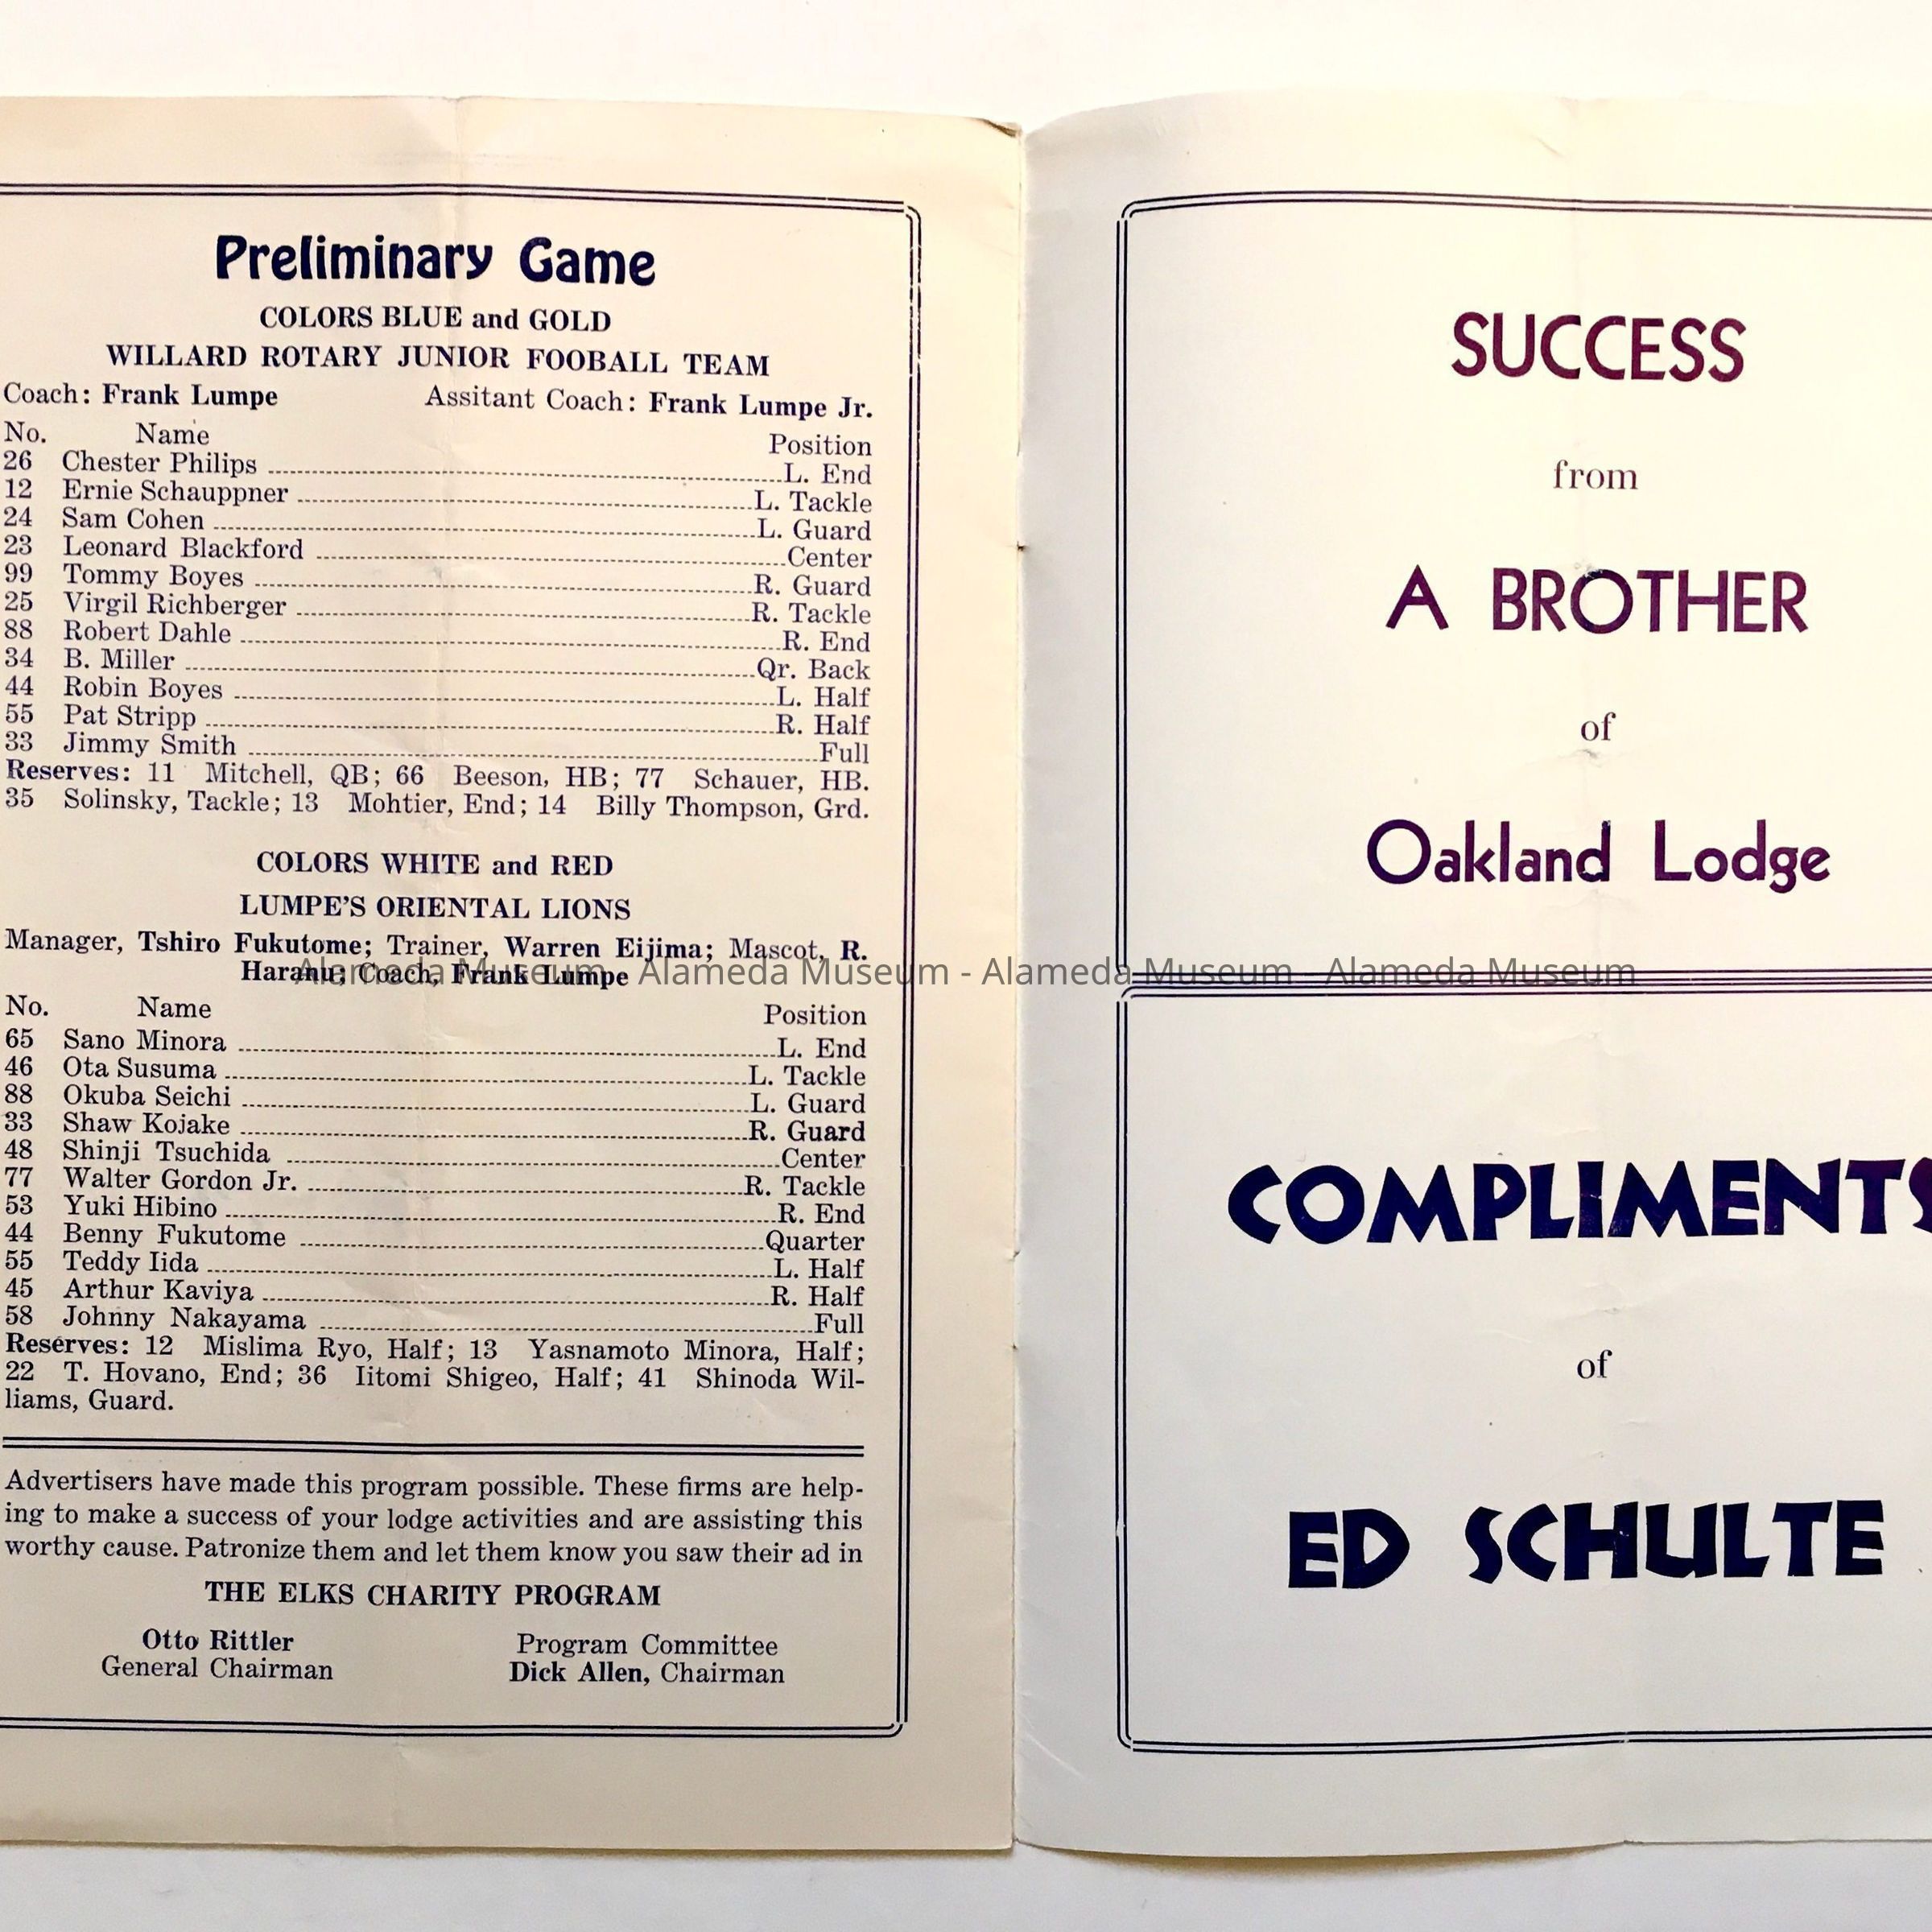 Preliminary Game
COLORS BLUE and GOLD
WILLARD ROTARY JUNIOR FOOBALL TEAM
Coach: Frank Lumpe Assitant Coach: Frank Lumpe Jr.
No. Name Position
26 Chester Philips L. End
12 Ernie Schauppner L. Tackle
24 Sam Cohen L. Guard
23 Leonard Blackford Center
99 Tommy Boyes R. Guard
25 Virgil Richberger R. Tackle
88 Robert Dahle R. End
34 B. Miller Qr. Back
44 Robin Boyes L. Half
55 Pat Stripp R. Half
33 Jimmy Smith Full
Reserves: 11 Mitchell, QB; 66 Beeson, HB; 77 Schauer, HB.
35 Solinsky, Tackle; 13 Mohtier, End; 14 Billy Thompson, Grd.
COLORS WHITE and RED
LUMPE'S ORIENTAL LIONS
Manager, Tshiro Fukutome; Trainer, Warren Eijima; Mascot, R.
Haranu; Coach, Frank Lumpe
No. Name Position
65 Sano Minora L. End
46 Ota Susuma L. Tackle
88 Okuba Seichi L. Guard
33 Shaw Kojake R. Guard
48 Shinji Tsuchida Center
77 Walter Gordon Jr. R. Tackle
53 Yuki Hibino R. End
44 Benny Fukutome Quarter
55 Teddy Iida L. Half
45 Arthur Kaviya R. Half
58 Johnny Nakayama Full
Reserves: 12 Mislima Ryo, Half; 13 Yasnamoto Minora, Half;
22 T. Hovano, End; 36 Iitomi Shigeo, Half; 41 Shinoda Wil-
liams, Guard.
Advertisers have made this program possible. These firms are help-
ing to make a success of your lodge activities and are assisting this
worthy cause. Patronize them and let them know you saw their ad in
THE ELKS CHARITY PROGRAM
Otto Rittler
General Chairman
Program Committee
Dick Allen, Chairman
SUCCESS
from
A BROTHER
of
Oakland Lodge
COMPLIMENTS
of
ED SCHULTE
Alameda Museum - Alameda Museum - Alameda Museum - Alameda Museum